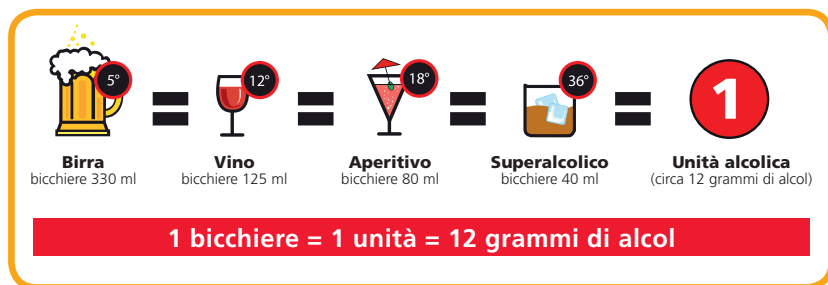 5°
12°
18°
36°
1
Birra
bicchiere 330 ml
Vino
bicchiere 125 ml
Aperitivo
bicchiere 80 ml
Superalcolico
bicchiere 40 ml
Unità alcolica
(circa 12 grammi di alcol)
1 bicchiere = 1 unità = 12 grammi di alcol